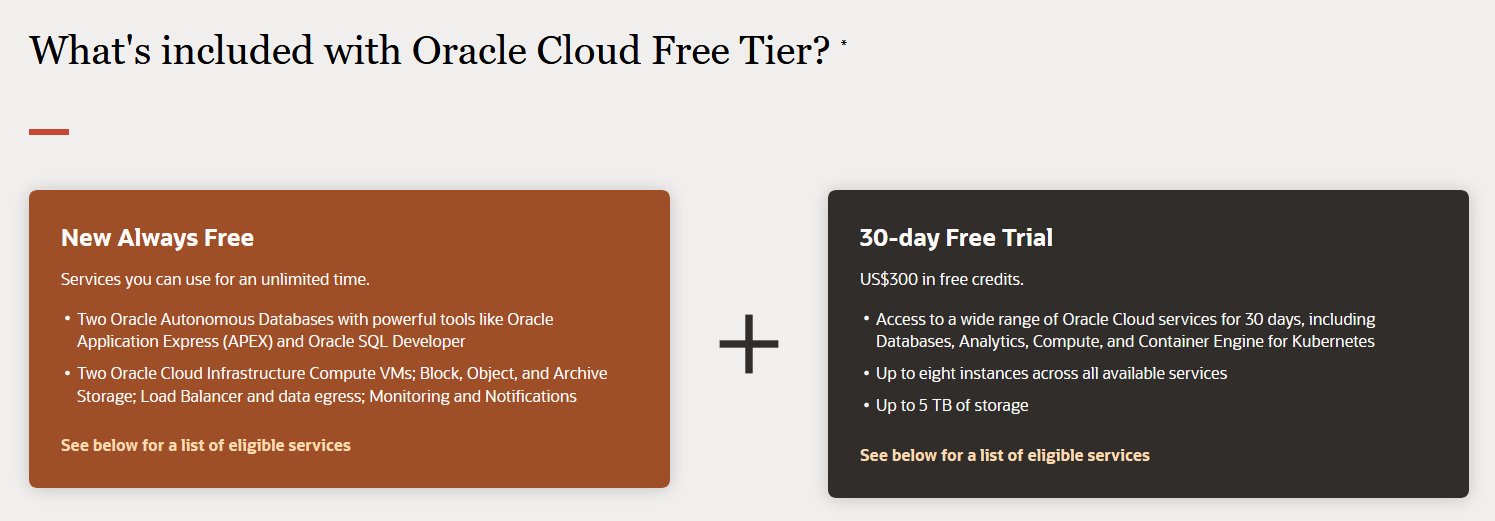 What's included with Oracle Cloud Free Tier? *
New Always Free
Services you can use for an unlimited time.
• Two Oracle Autonomous Databases with powerful tools like Oracle
Application Express (APEX) and Oracle SQL Developer
• Two Oracle Cloud Infrastructure Compute VMs; Block, Object, and Archive
Storage; Load Balancer and data egress; Monitoring and Notifications
See below for a list of eligible services
+
30-day Free Trial
US$300 in free credits.
• Access to a wide range of Oracle Cloud services for 30 days, including
Databases, Analytics, Compute, and Container Engine for Kubernetes
• Up to eight instances across all available services
• Up to 5 TB of storage
See below for a list of eligible services